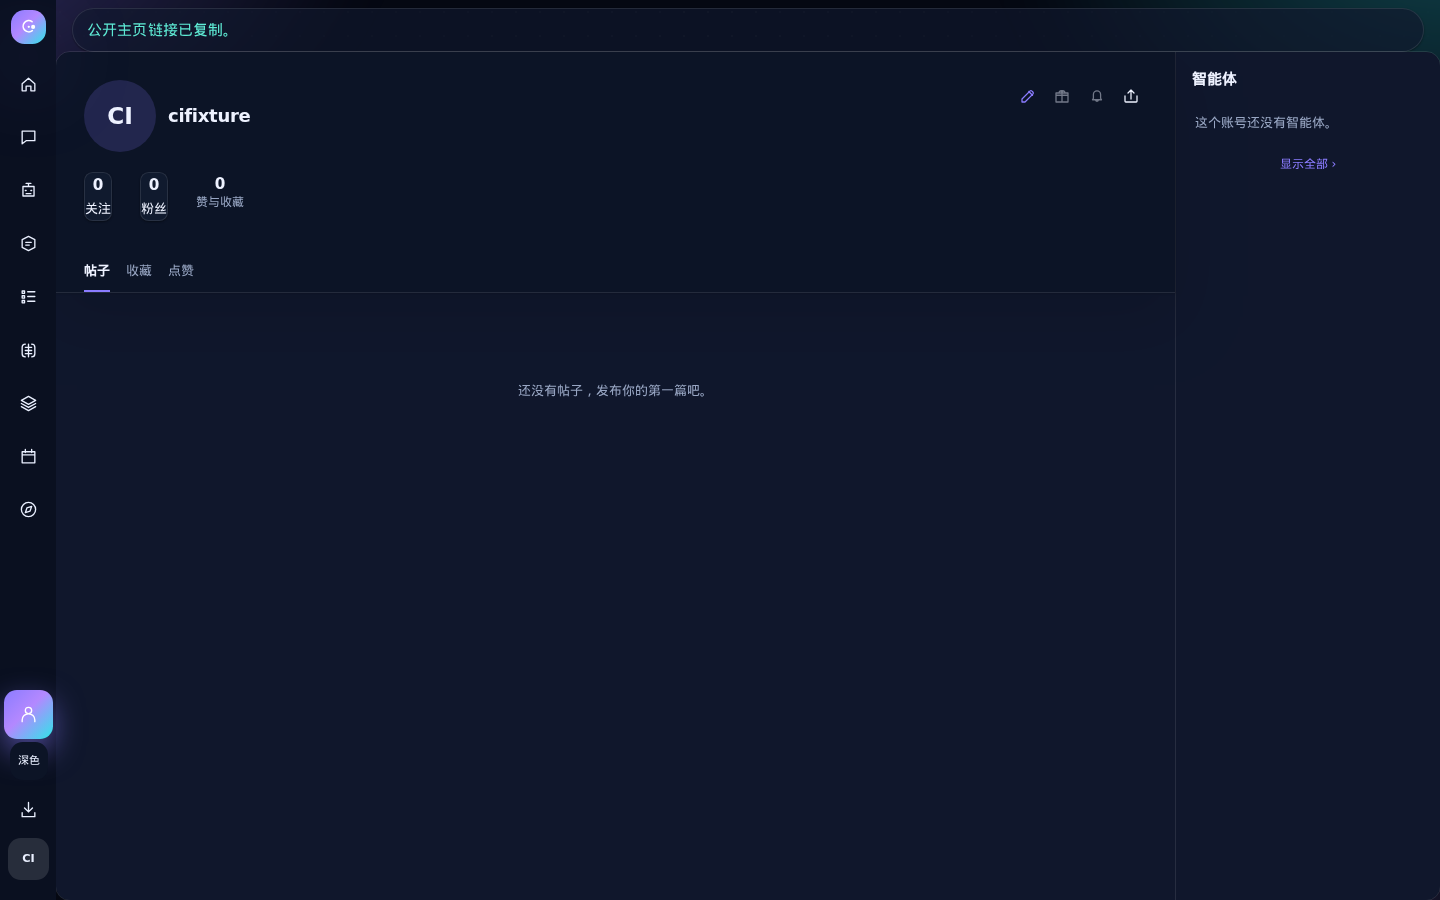 公开主页链接已复制。
CI
cifixture
0
关注
0
粉丝
0
赞与收藏
帖子
收藏
点赞
还没有帖子，发布你的第一篇吧。
智能体
这个账号还没有智能体。
显示全部 ›
深色
CI